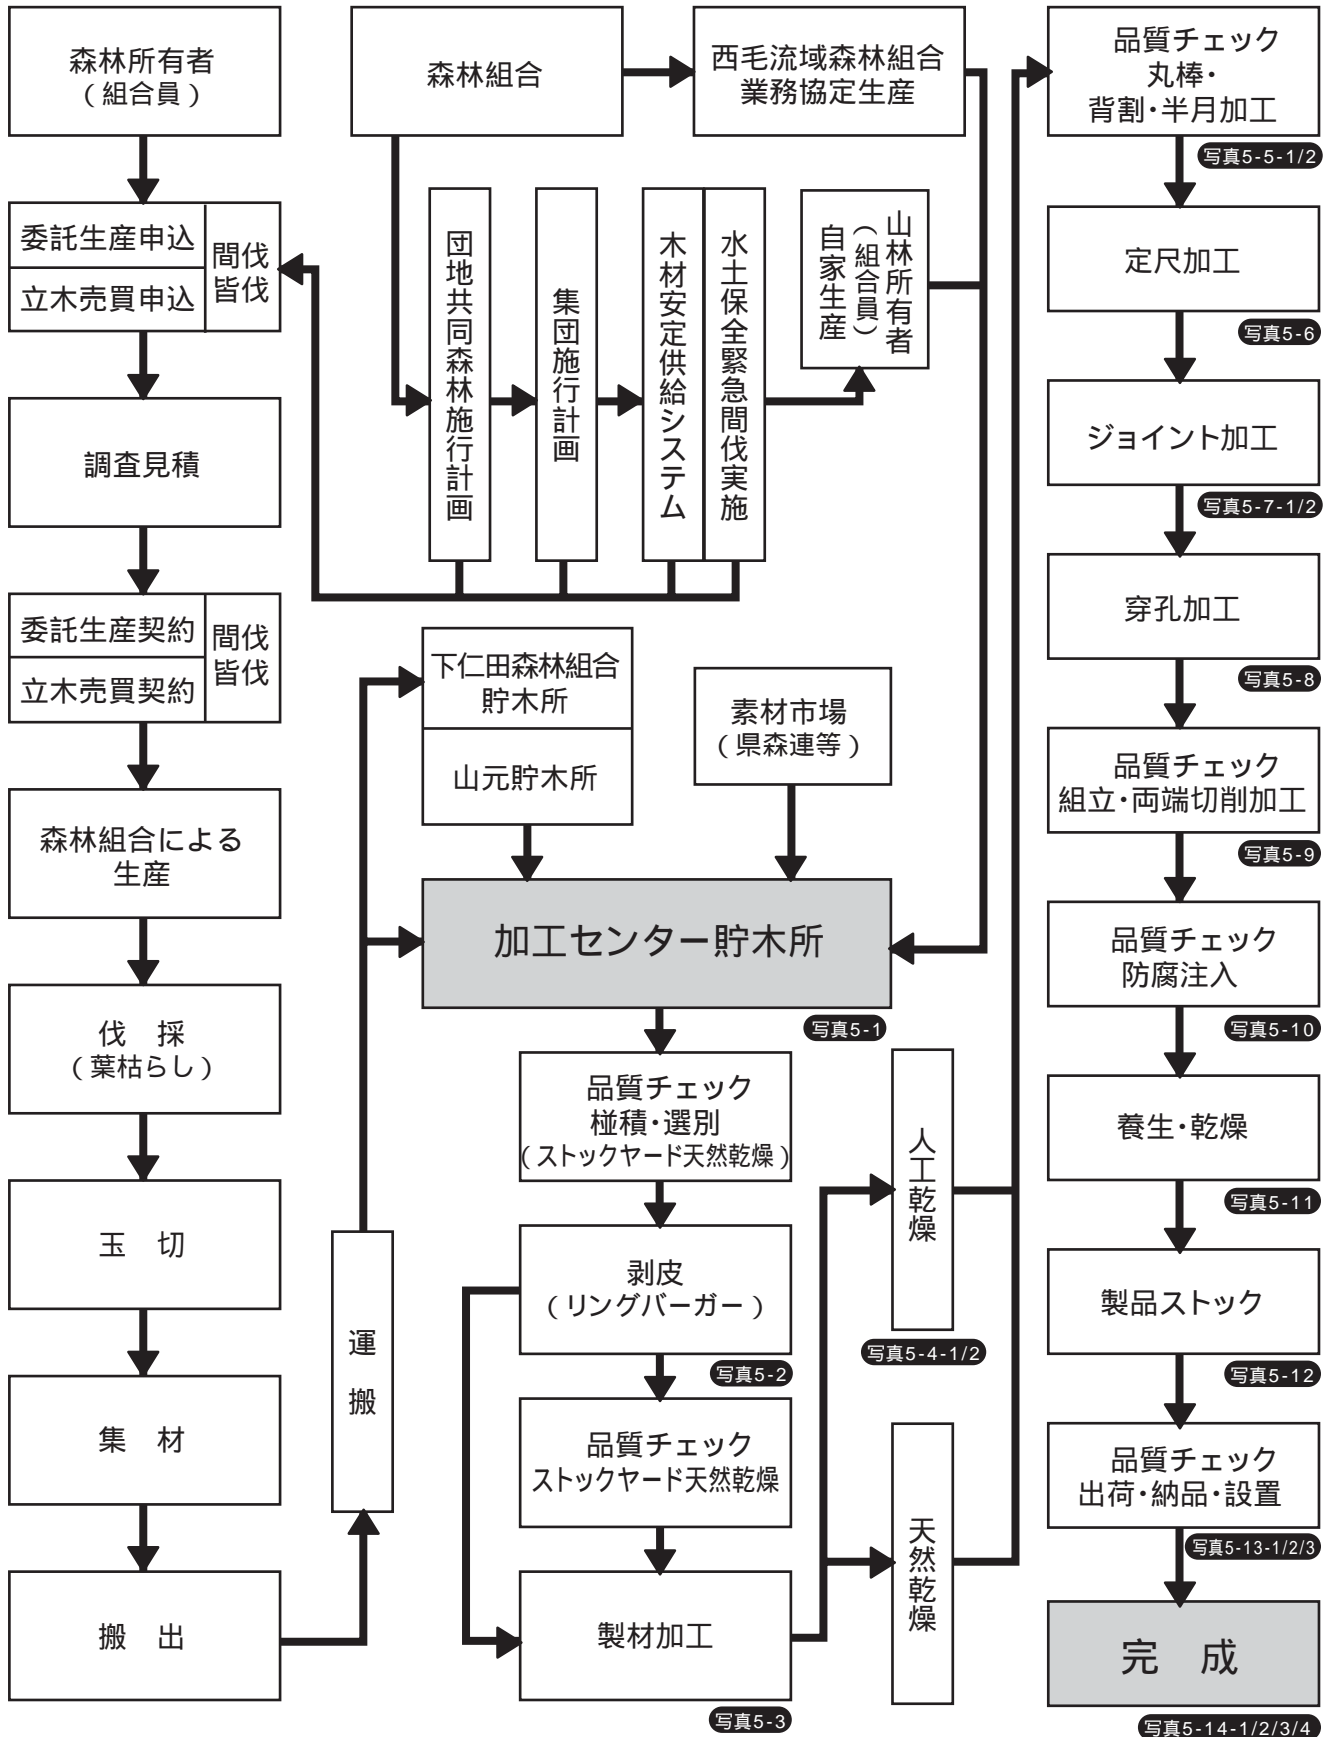 森林所有者
（組合員）
委託生産申込
立木売買申込
間伐
皆伐
調査見積
委託生産契約
立木売買契約
間伐
皆伐
森林組合による
生産
伐　採
（葉枯らし）
玉　切
集　材
搬　出
運　搬
森林組合
西毛流域森林組合
業務協定生産
団地共同森林施行計画
集団施行計画
木材安定供給システム
水土保全緊急間伐実施
山林所有者
（組合員）
自家生産
下仁田森林組合
貯木所
山元貯木所
素材市場
（県森連等）
加工センター貯木所
写真5-1
品質チェック
椪積・選別
（ストックヤード天然乾燥）
剥皮
（リングバーガー）
写真5-2
品質チェック
ストックヤード天然乾燥
製材加工
写真5-3
人工乾燥
写真5-4-1/2
天然乾燥
品質チェック
丸棒・
背割・半月加工
写真5-5-1/2
定尺加工
写真5-6
ジョイント加工
写真5-7-1/2
穿孔加工
写真5-8
品質チェック
組立・両端切削加工
写真5-9
品質チェック
防腐注入
写真5-10
養生・乾燥
写真5-11
製品ストック
写真5-12
品質チェック
出荷・納品・設置
写真5-13-1/2/3
完　成
写真5-14-1/2/3/4